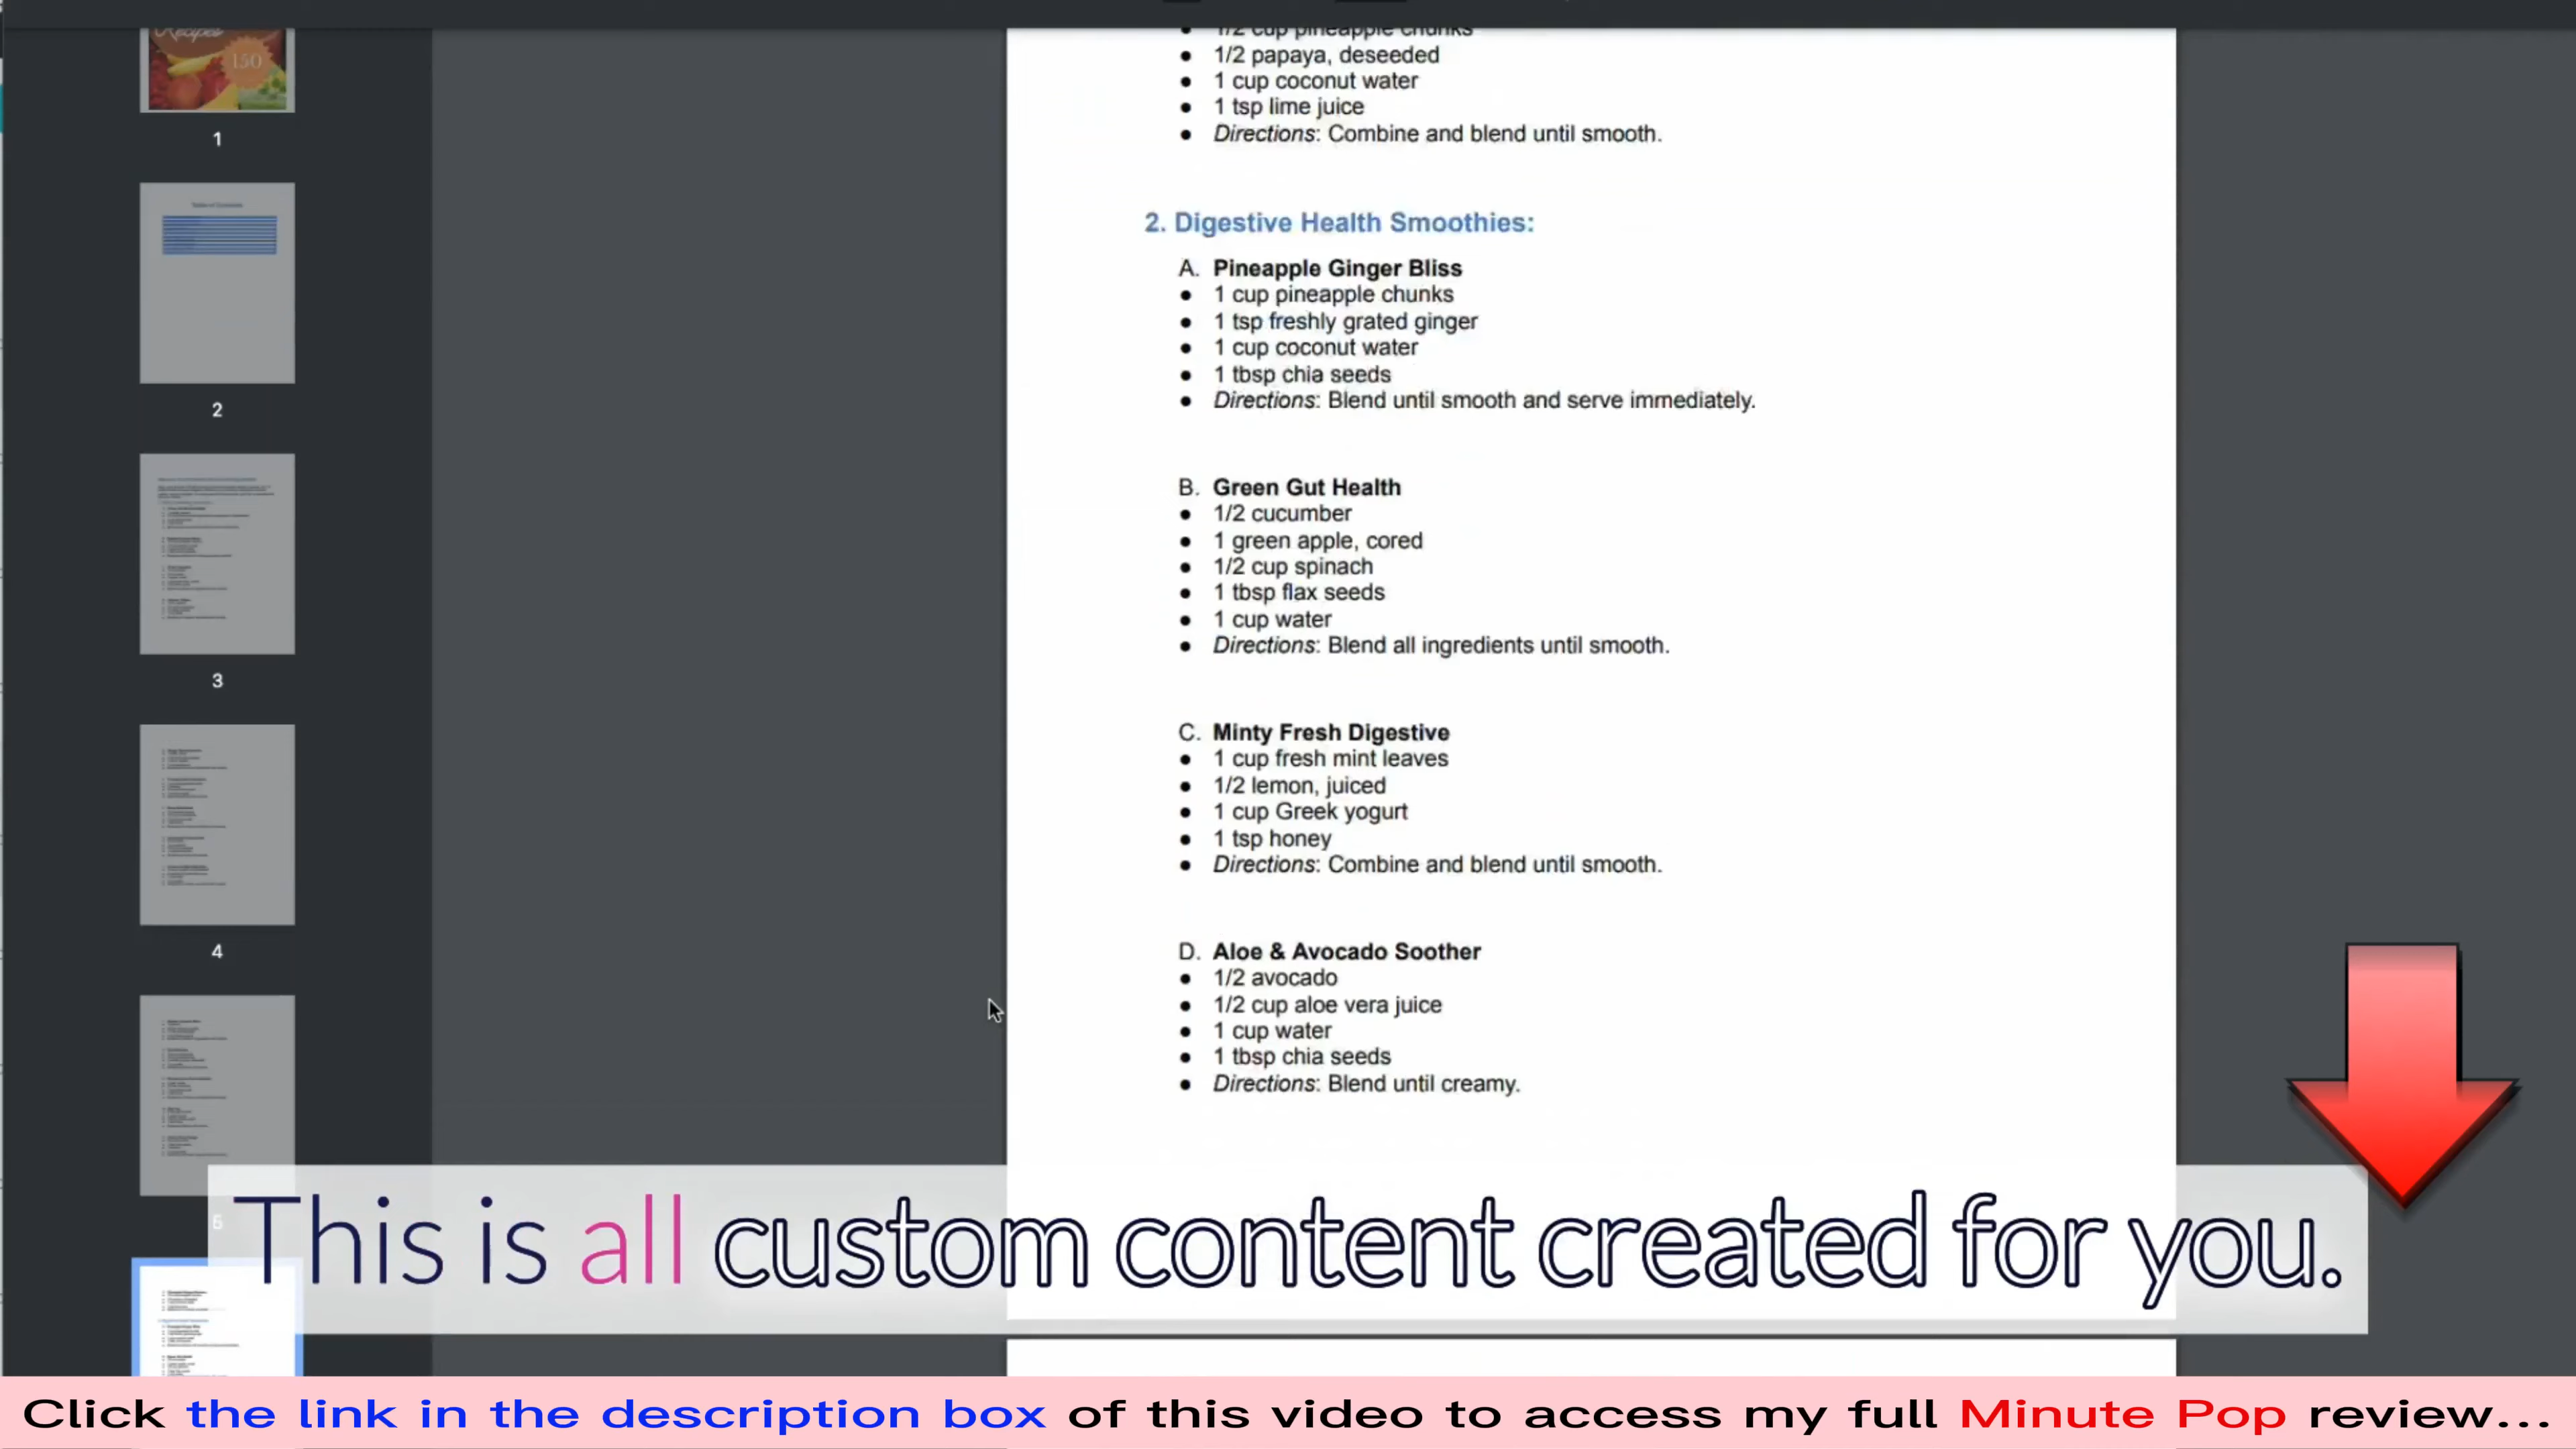 Recipes
150
1
2
3
4
5
1/2 cup pineapple chunks
● 1/2 papaya, deseeded
● 1 cup coconut water
● 1 tsp lime juice
● Directions: Combine and blend until smooth.
2. Digestive Health Smoothies:
A. Pineapple Ginger Bliss
● 1 cup pineapple chunks
● 1 tsp freshly grated ginger
● 1 cup coconut water
● 1 tbsp chia seeds
● Directions: Blend until smooth and serve immediately.
B. Green Gut Health
● 1/2 cucumber
● 1 green apple, cored
● 1/2 cup spinach
● 1 tbsp flax seeds
● 1 cup water
● Directions: Blend all ingredients until smooth.
C. Minty Fresh Digestive
● 1 cup fresh mint leaves
● 1/2 lemon, juiced
● 1 cup Greek yogurt
● 1 tsp honey
● Directions: Combine and blend until smooth.
D. Aloe & Avocado Soother
● 1/2 avocado
● 1/2 cup aloe vera juice
● 1 cup water
● 1 tbsp chia seeds
● Directions: Blend until creamy.
This is all custom content created for you.
Click the link in the description box of this video to access my full Minute Pop review...